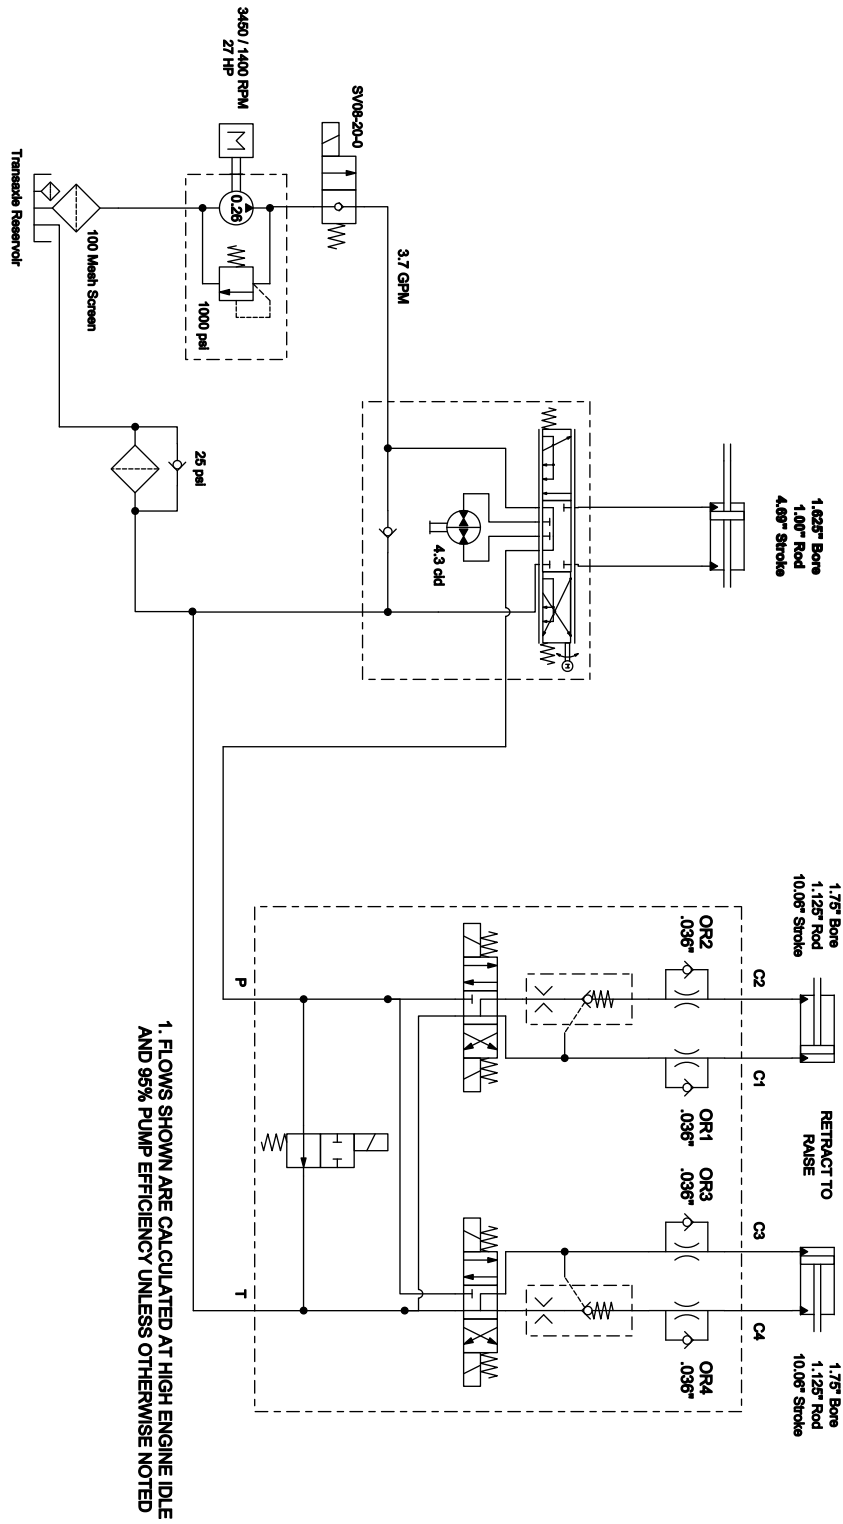 3450 / 1400 RPM
27 HP
SV08-20-0
0.26
M
1000 psi
100 Mesh Screen
Transaxle Reservoir
3.7 GPM
25 psi
4.3 cid
1.625" Bore
1.00" Rod
4.69" Stroke
M
1.75" Bore
1.125" Rod
10.06" Stroke
RETRACT TO
RAISE
1.75" Bore
1.125" Rod
10.06" Stroke
C2
C1
C3
C4
OR2
.036"
OR1
.036"
OR3
.036"
OR4
.036"
P
T
1. FLOWS SHOWN ARE CALCULATED AT HIGH ENGINE IDLE
AND 95% PUMP EFFICIENCY UNLESS OTHERWISE NOTED